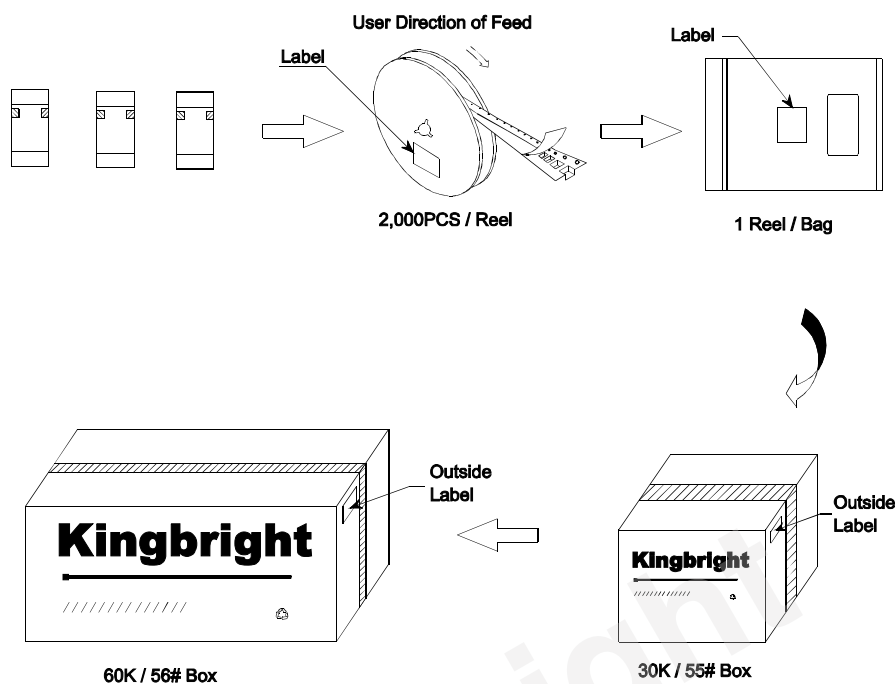 User Direction of Feed
Label
2,000PCS / Reel
Label
1 Reel / Bag
Outside
Label
Kingbright
60K / 56# Box
Outside
Label
Kingbright
30K / 55# Box